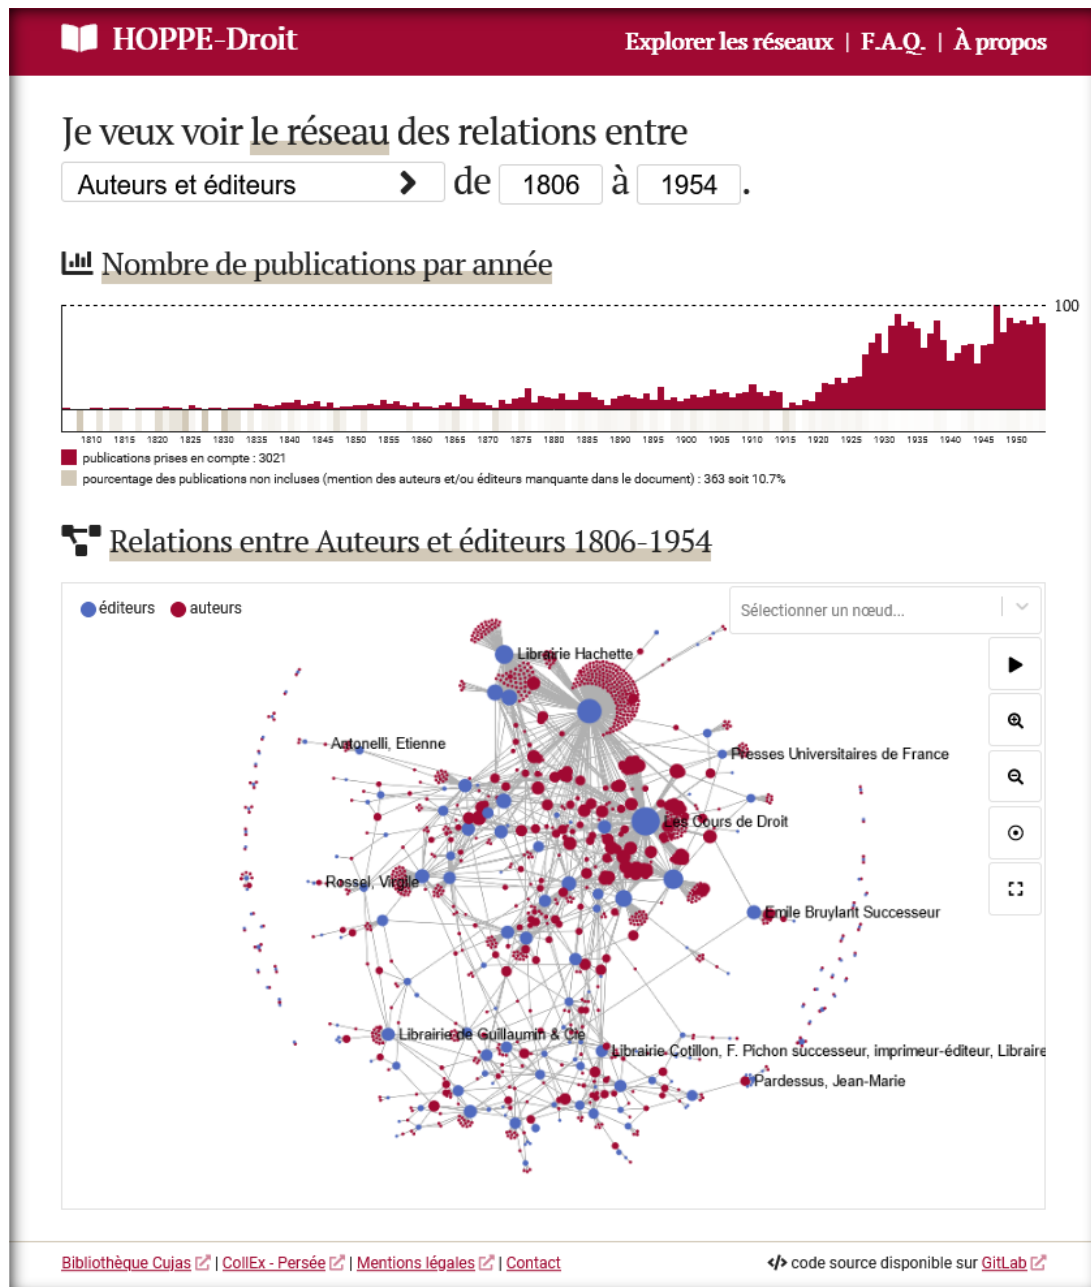 HOPPE-Droit
Explorer les réseaux | F.A.Q. | À propos
Je veux voir le réseau des relations entre
Auteurs et éditeurs de 1806 à 1954 .
Nombre de publications par année
100
1810 1815 1820 1825 1830 1835 1840 1845 1850 1855 1860 1865 1870 1875 1880 1885 1890 1895 1900 1905 1910 1915 1920 1925 1930 1935 1940 1945 1950
publications prises en compte : 3021
pourcentage des publications non incluses (mention des auteurs et/ou éditeurs manquante dans le document) : 363 soit 10.7%
Relations entre Auteurs et éditeurs 1806-1954
éditeurs auteurs
Sélectionner un nœud...
Librairie Hachette
Antonelli, Etienne
Presses Universitaires de France
Les Cours de Droit
Rossel, Virgile
Emile Bruylant Successeur
Librairie de Guillaumin & Cie
Librairie Cotillon, F. Pichon successeur, imprimeur-éditeur, Libraire
Pardessus, Jean-Marie
Bibliothèque Cujas | CollEx - Persée | Mentions légales | Contact
</> code source disponible sur GitLab